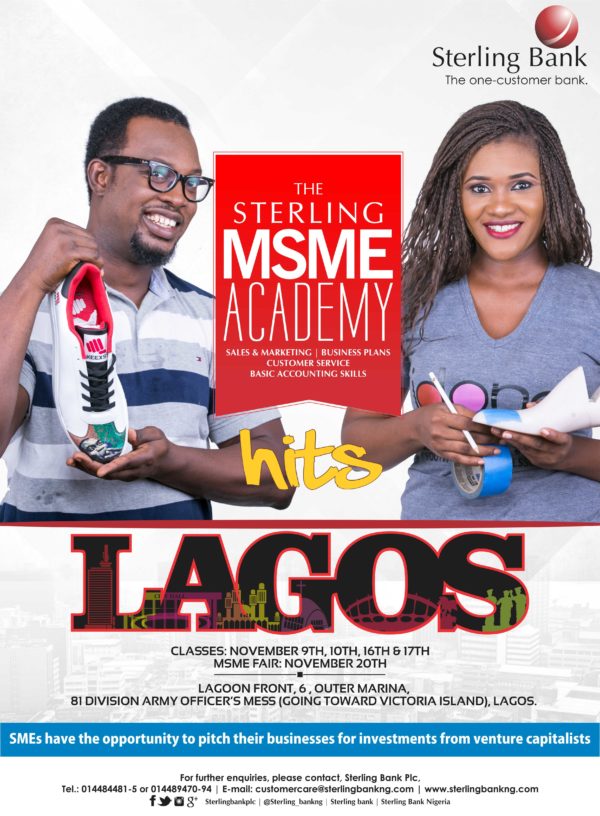 Sterling Bank
The one-customer bank.
THE
STERLING
MSME
ACADEMY
SALES & MARKETING | BUSINESS PLANS
CUSTOMER SERVICE
BASIC ACCOUNTING SKILLS
KEEXS
hits
LAGOS
CITY HALL
CLASSES: NOVEMBER 9TH, 10TH, 16TH & 17TH
MSME FAIR: NOVEMBER 20TH
LAGOON FRONT, 6 , OUTER MARINA,
81 DIVISION ARMY OFFICER'S MESS (GOING TOWARD VICTORIA ISLAND), LAGOS.
SMEs have the opportunity to pitch their businesses for investments from venture capitalists
For further enquiries, please contact, Sterling Bank Plc,
Tel.: 014484481-5 or 014489470-94 | E-mail: customercare@sterlingbankng.com | www.sterlingbankng.com
Sterlingbankplc | @Sterling_bankng | Sterling bank | Sterling Bank Nigeria